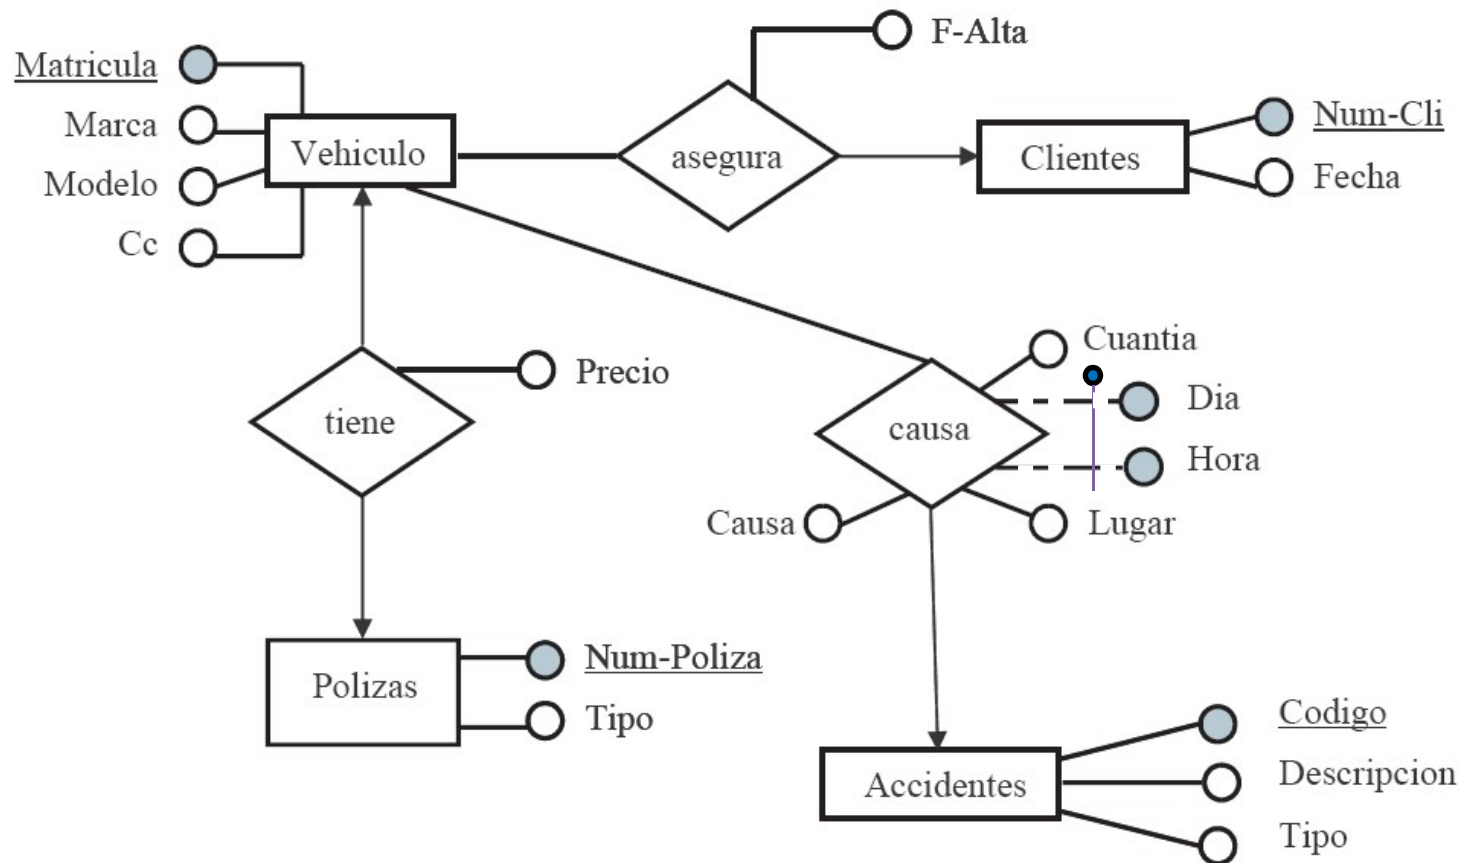 F-Alta
Matricula
Marca
Vehiculo
asegura
Clientes
Num-Cli
Modelo
Fecha
Cc
Cuantia
tiene
Precio
causa
Dia
Hora
Causa
Lugar
Polizas
Num-Poliza
Tipo
Accidentes
Codigo
Descripcion
Tipo